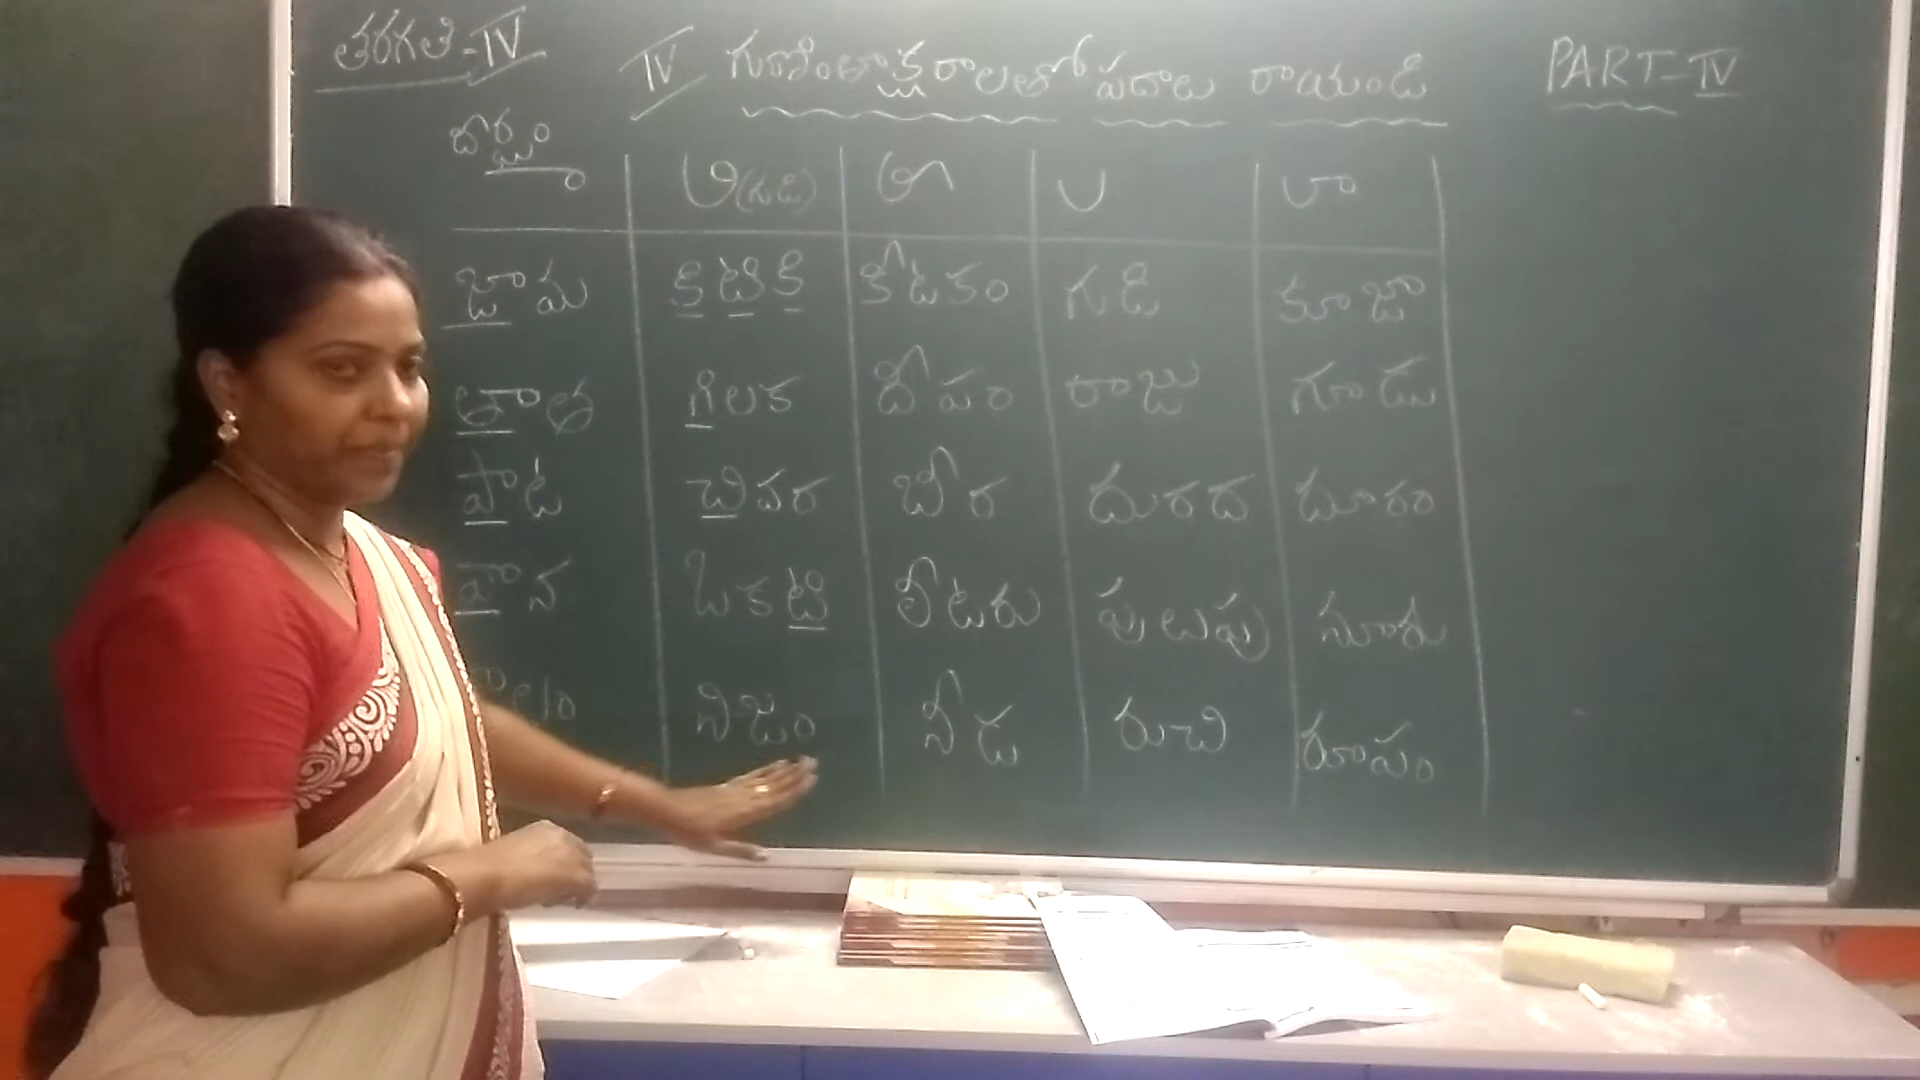 తరగతి-IV
IV గుణింతాక్షరాలతో పదాలు రాయండి
PART-IV
దీర్ఘం
(గుడి)
జామ కిటికి కీటకం గుడి కూజా
తాత గిలక దీపం రాజు గూడు
పాట చివర బీర దురద దూరం
వాన ఒకటి లీటరు పులుపు నూరు
నిజం నీడ రుచి రూపం